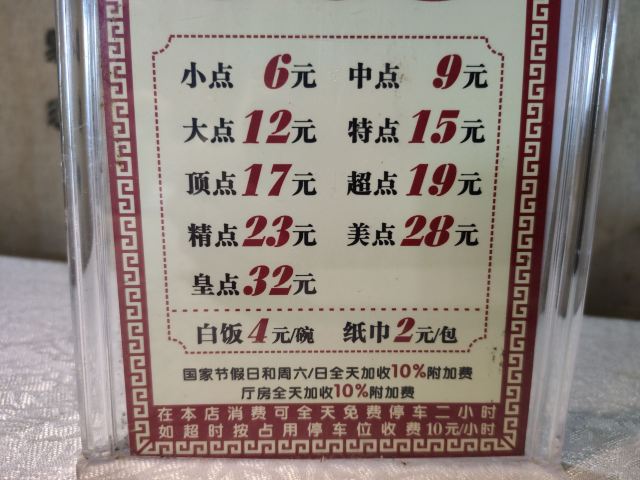 小点 6元 中点 9元
大点 12元 特点 15元
顶点 17元 超点 19元
精点 23元 美点 28元
皇点 32元
白饭 4元/碗 纸巾 2元/包
国家节假日和周六/日全天加收10%附加费
厅房全天加收10%附加费
在本店消费可全天免费停车二小时
如超时按占用停车位收费10元/小时